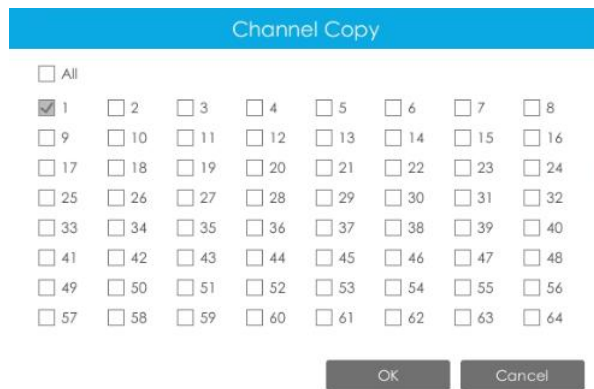 Channel Copy
All
1 2 3 4 5 6 7 8
9 10 11 12 13 14 15 16
17 18 19 20 21 22 23 24
25 26 27 28 29 30 31 32
33 34 35 36 37 38 39 40
41 42 43 44 45 46 47 48
49 50 51 52 53 54 55 56
57 58 59 60 61 62 63 64
OK Cancel